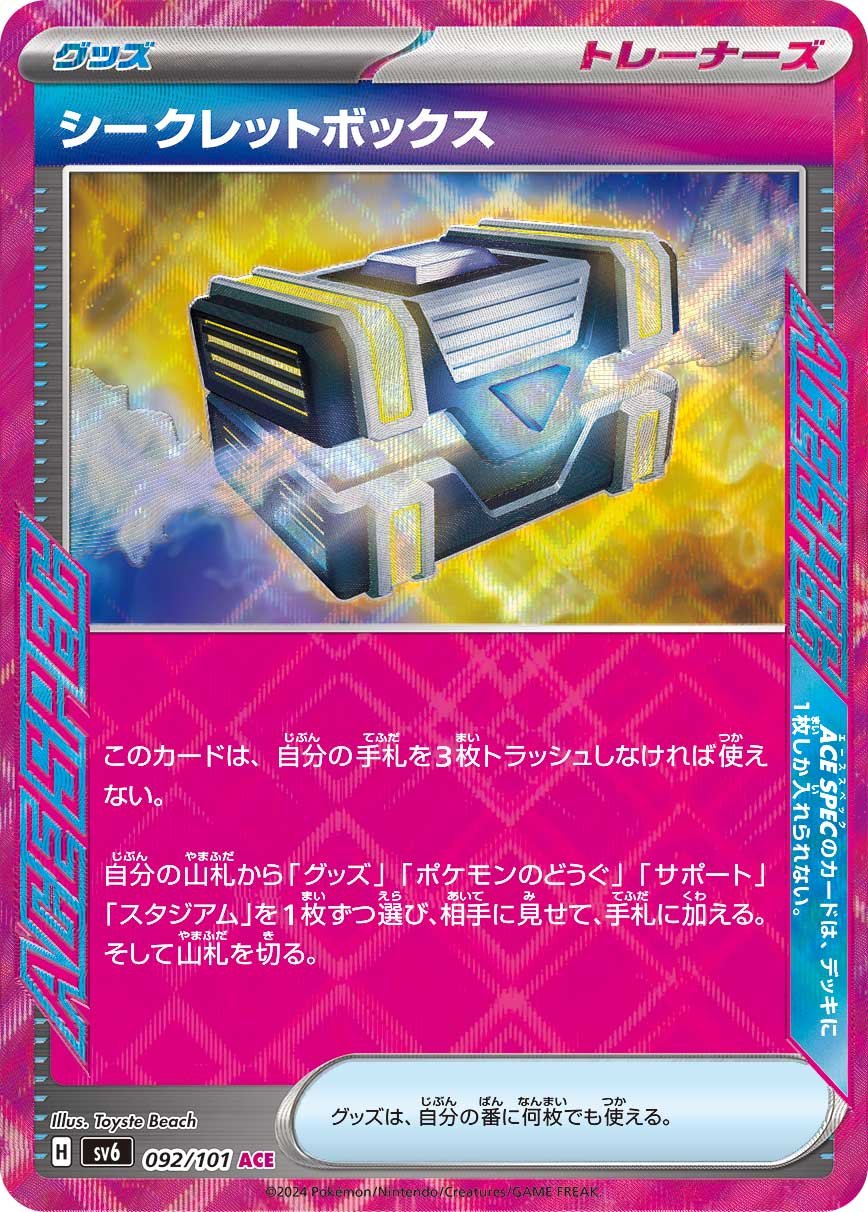 グッズ
トレーナーズ
シークレットボックス
ACE SPEC
ACE SPEC
このカードは、自分の手札を3枚トラッシュしなければ使え
ない。
自分の山札から「グッズ」「ポケモンのどうぐ」「サポート」
「スタジアム」を1枚ずつ選び、相手に見せて、手札に加える。
そして山札を切る。
ACE SPECのカードは、デッキに
1枚しか入れられない。
グッズは、自分の番に何枚でも使える。
Illus. Toyste Beach
H sv6 092/101 ACE
©2024 Pokémon/Nintendo/Creatures/GAME FREAK.